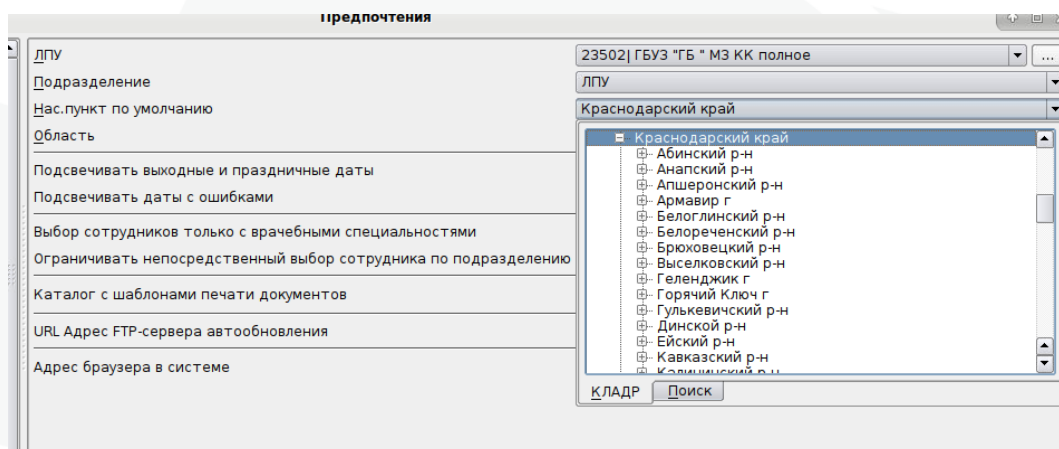 Предпочтения
ЛПУ 23502| ГБУЗ "ГБ " МЗ КК полное ...
Подразделение ЛПУ
Нас.пункт по умолчанию Краснодарский край
Область
Краснодарский край
Абинский р-н
Анапский р-н
Апшеронский р-н
Армавир г
Белоглинский р-н
Белореченский р-н
Брюховецкий р-н
Выселковский р-н
Геленджик г
Горячий Ключ г
Гулькевичский р-н
Динской р-н
Ейский р-н
Кавказский р-н
Калининский р-н
КЛАДР Поиск
Подсвечивать выходные и праздничные даты
Подсвечивать даты с ошибками
Выбор сотрудников только с врачебными специальностями
Ограничивать непосредственный выбор сотрудника по подразделению
Каталог с шаблонами печати документов
URL Адрес FTP-сервера автообновления
Адрес браузера в системе